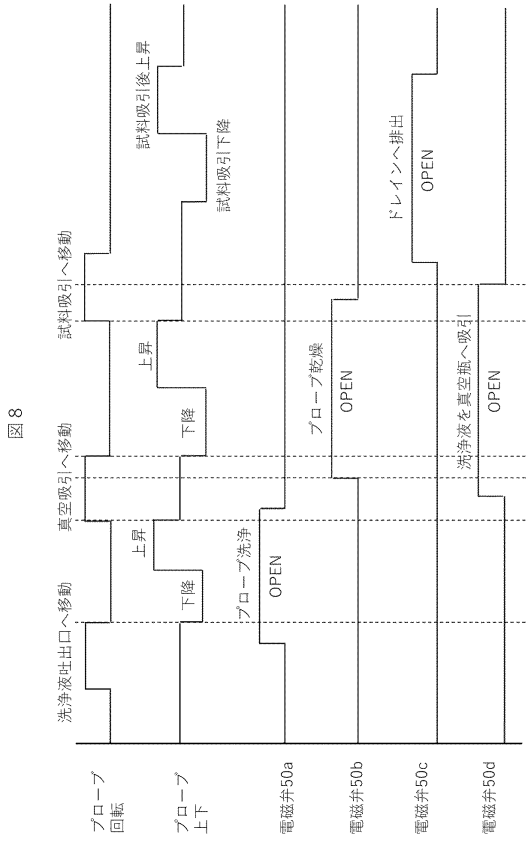 図 8
プローブ
回転
洗浄液吐出口へ移動
真空吸引へ移動
試料吸引へ移動
プローブ
上下
下降
上昇
下降
上昇
試料吸引下降
試料吸引後上昇
電磁弁50a
プローブ洗浄
OPEN
電磁弁50b
プローブ乾燥
OPEN
電磁弁50c
ドレインへ排出
OPEN
電磁弁50d
洗浄液を真空瓶へ吸引
OPEN